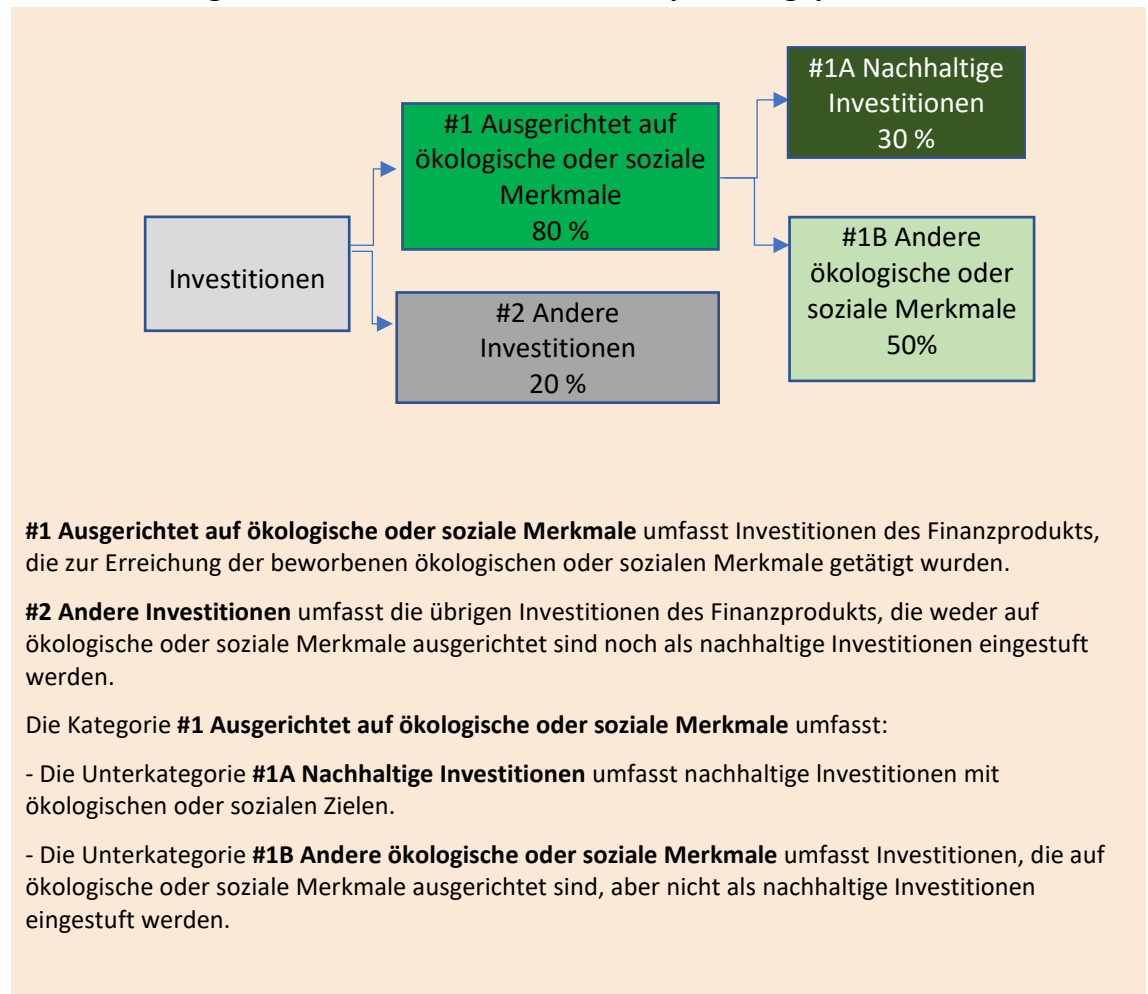 #1A Nachhaltige
Investitionen
30 %
#1 Ausgerichtet auf
ökologische oder soziale
Merkmale
80 %
Investitionen
#1B Andere
ökologische oder
soziale Merkmale
50%
#2 Andere
Investitionen
20 %
#1 Ausgerichtet auf ökologische oder soziale Merkmale umfasst Investitionen des Finanzprodukts,
die zur Erreichung der beworbenen ökologischen oder sozialen Merkmale getätigt wurden.
#2 Andere Investitionen umfasst die übrigen Investitionen des Finanzprodukts, die weder auf
ökologische oder soziale Merkmale ausgerichtet sind noch als nachhaltige Investitionen eingestuft
werden.
Die Kategorie #1 Ausgerichtet auf ökologische oder soziale Merkmale umfasst:
- Die Unterkategorie #1A Nachhaltige Investitionen umfasst nachhaltige Investitionen mit
ökologischen oder sozialen Zielen.
- Die Unterkategorie #1B Andere ökologische oder soziale Merkmale umfasst Investitionen, die auf
ökologische oder soziale Merkmale ausgerichtet sind, aber nicht als nachhaltige Investitionen
eingestuft werden.